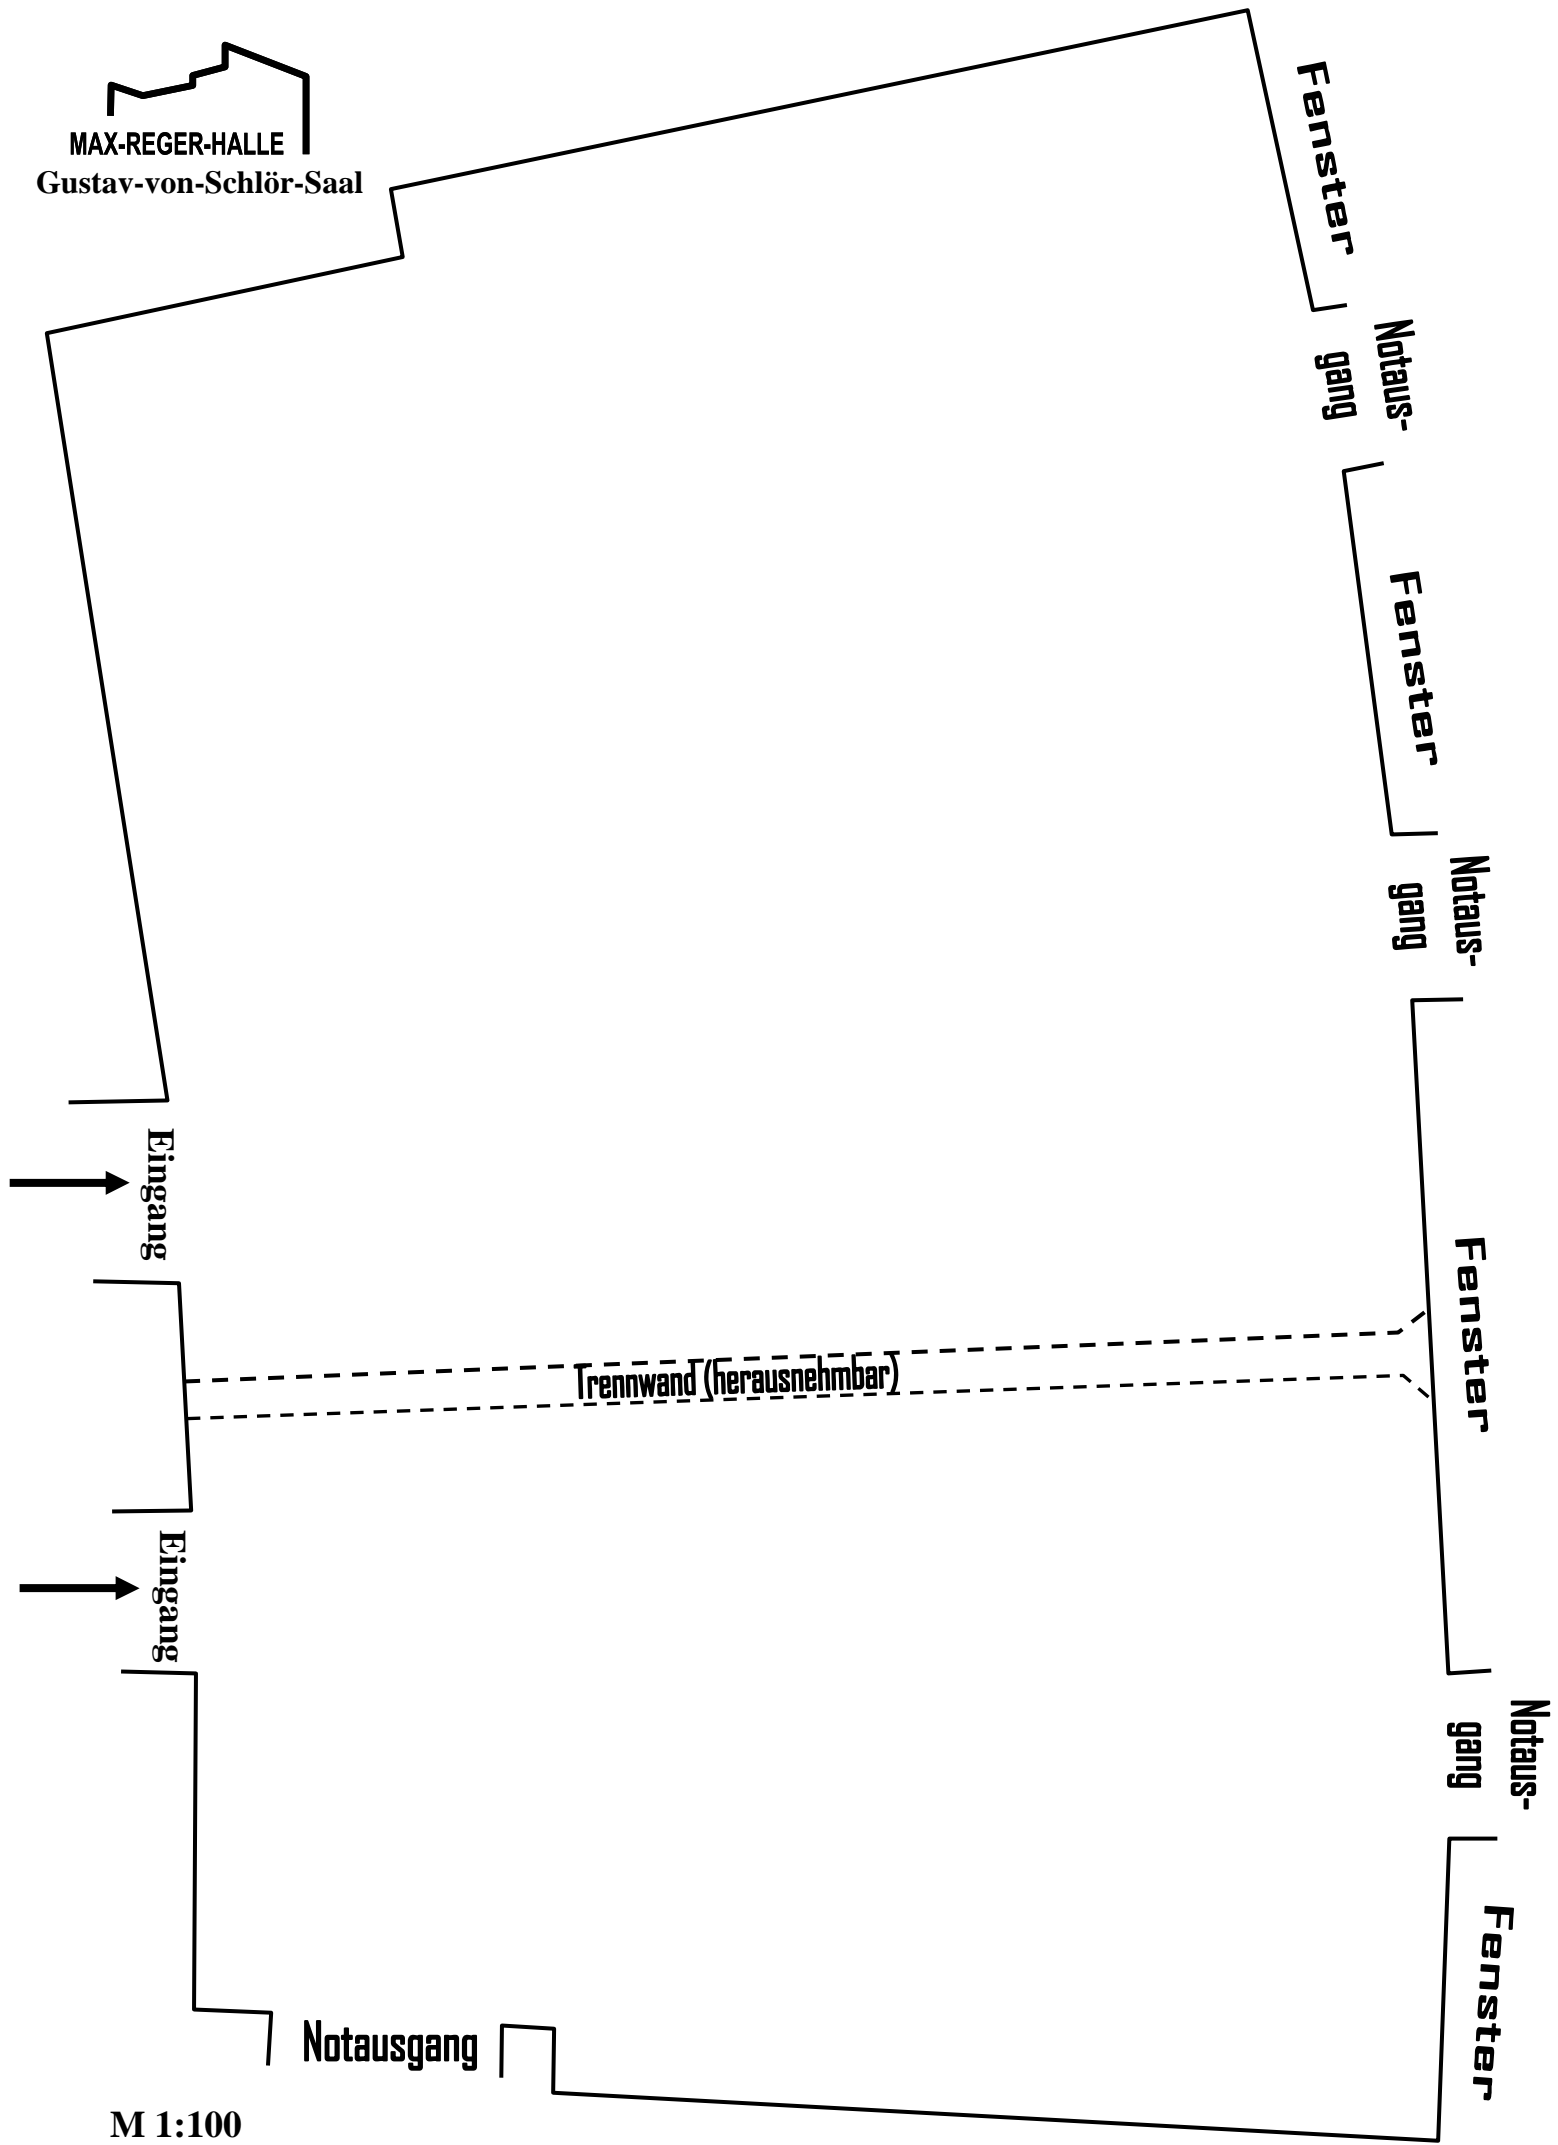 MAX-REGER-HALLE
Gustav-von-Schlör-Saal
Fenster
Notaus-
gang
Fenster
Notaus-
gang
Eingang
Fenster
Trennwand (herausnehmbar)
Eingang
Notaus-
gang
Fenster
Notausgang
M 1:100